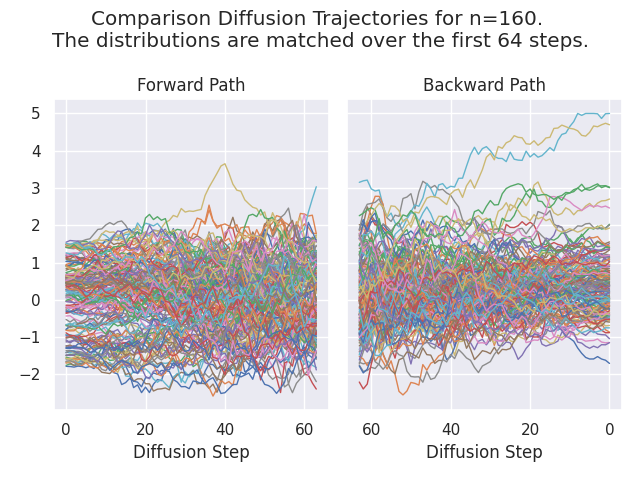 Comparison Diffusion Trajectories for n=160.
The distributions are matched over the first 64 steps.
Forward Path
Backward Path
5
4
3
2
1
0
−1
−2
0 20 40 60
60 40 20 0
Diffusion Step
Diffusion Step